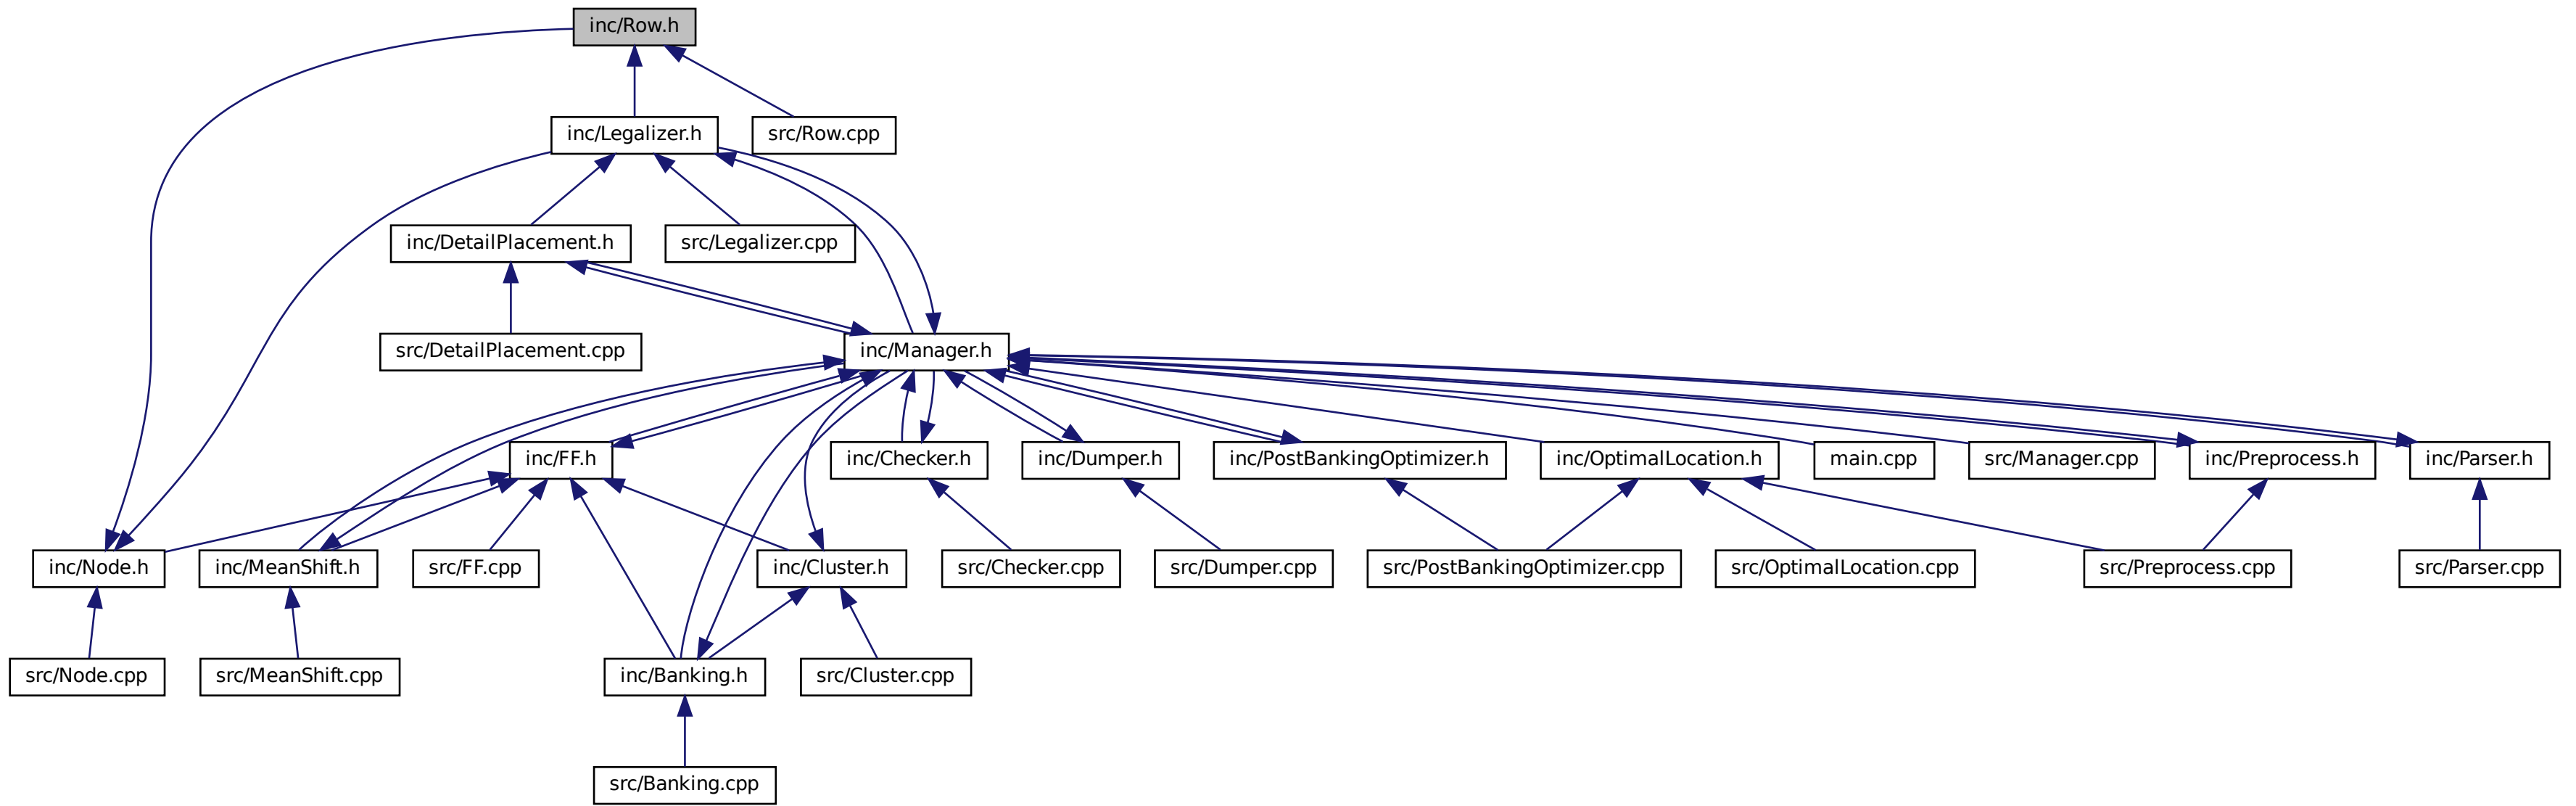 inc/Row.h
inc/Legalizer.h
src/Row.cpp
inc/DetailPlacement.h
src/Legalizer.cpp
src/DetailPlacement.cpp
inc/Manager.h
inc/FF.h
inc/Checker.h
inc/Dumper.h
inc/PostBankingOptimizer.h
inc/OptimalLocation.h
main.cpp
src/Manager.cpp
inc/Preprocess.h
inc/Parser.h
inc/Node.h
inc/MeanShift.h
src/FF.cpp
inc/Cluster.h
src/Checker.cpp
src/Dumper.cpp
src/PostBankingOptimizer.cpp
src/OptimalLocation.cpp
src/Preprocess.cpp
src/Parser.cpp
src/Node.cpp
src/MeanShift.cpp
inc/Banking.h
src/Cluster.cpp
src/Banking.cpp